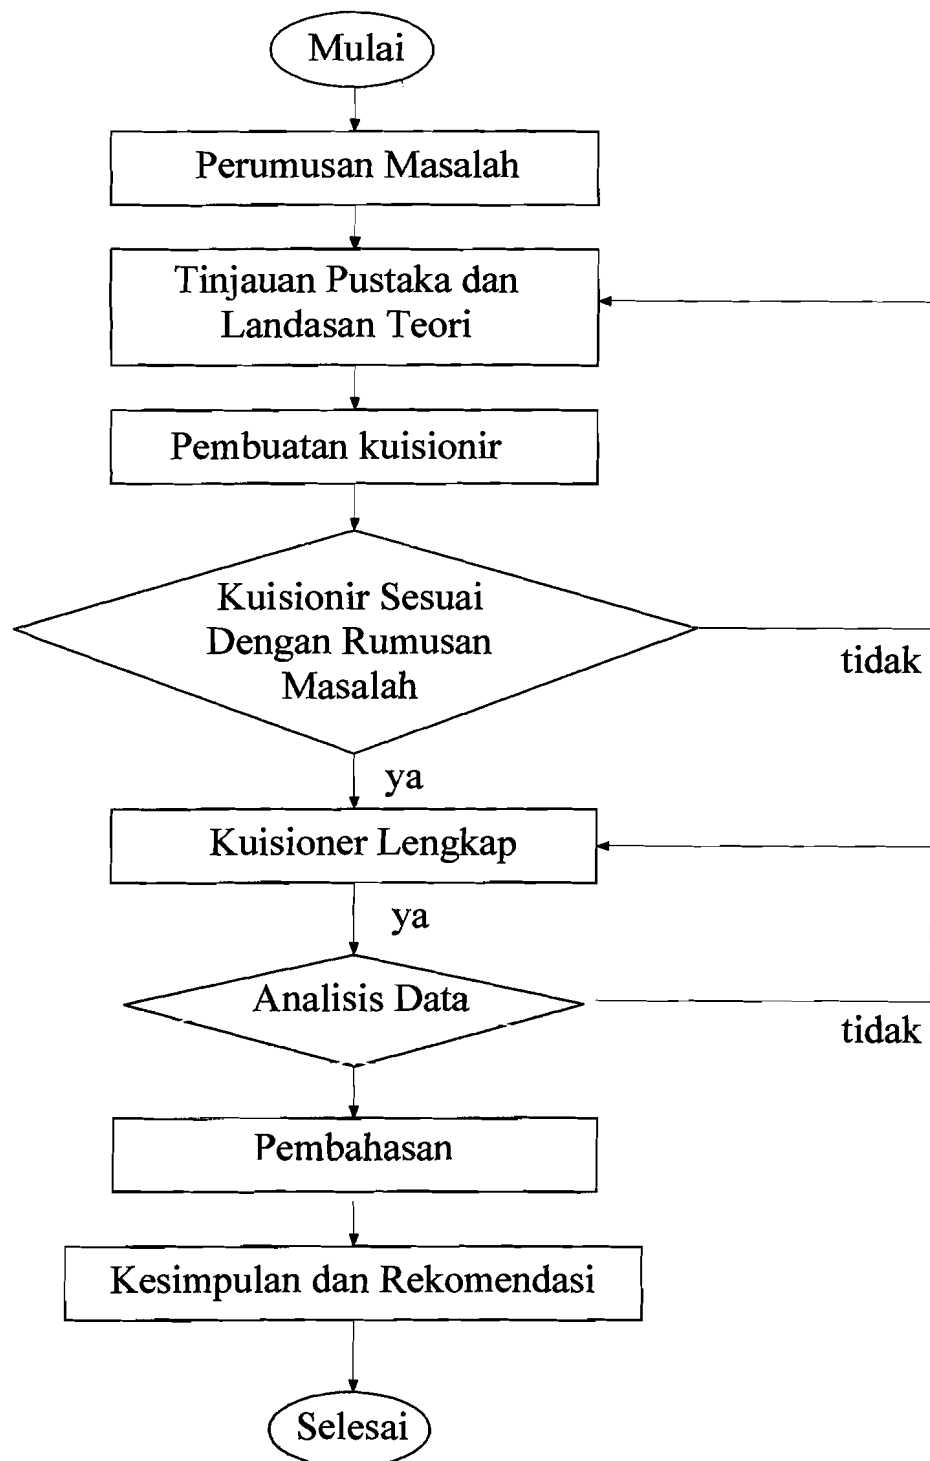 Mulai
Perumusan Masalah
Tinjauan Pustaka dan
Landasan Teori
Pembuatan kuisionir
Kuisionir Sesuai
Dengan Rumusan
Masalah
tidak
ya
Kuisioner Lengkap
ya
Analisis Data
tidak
Pembahasan
Kesimpulan dan Rekomendasi
Selesai